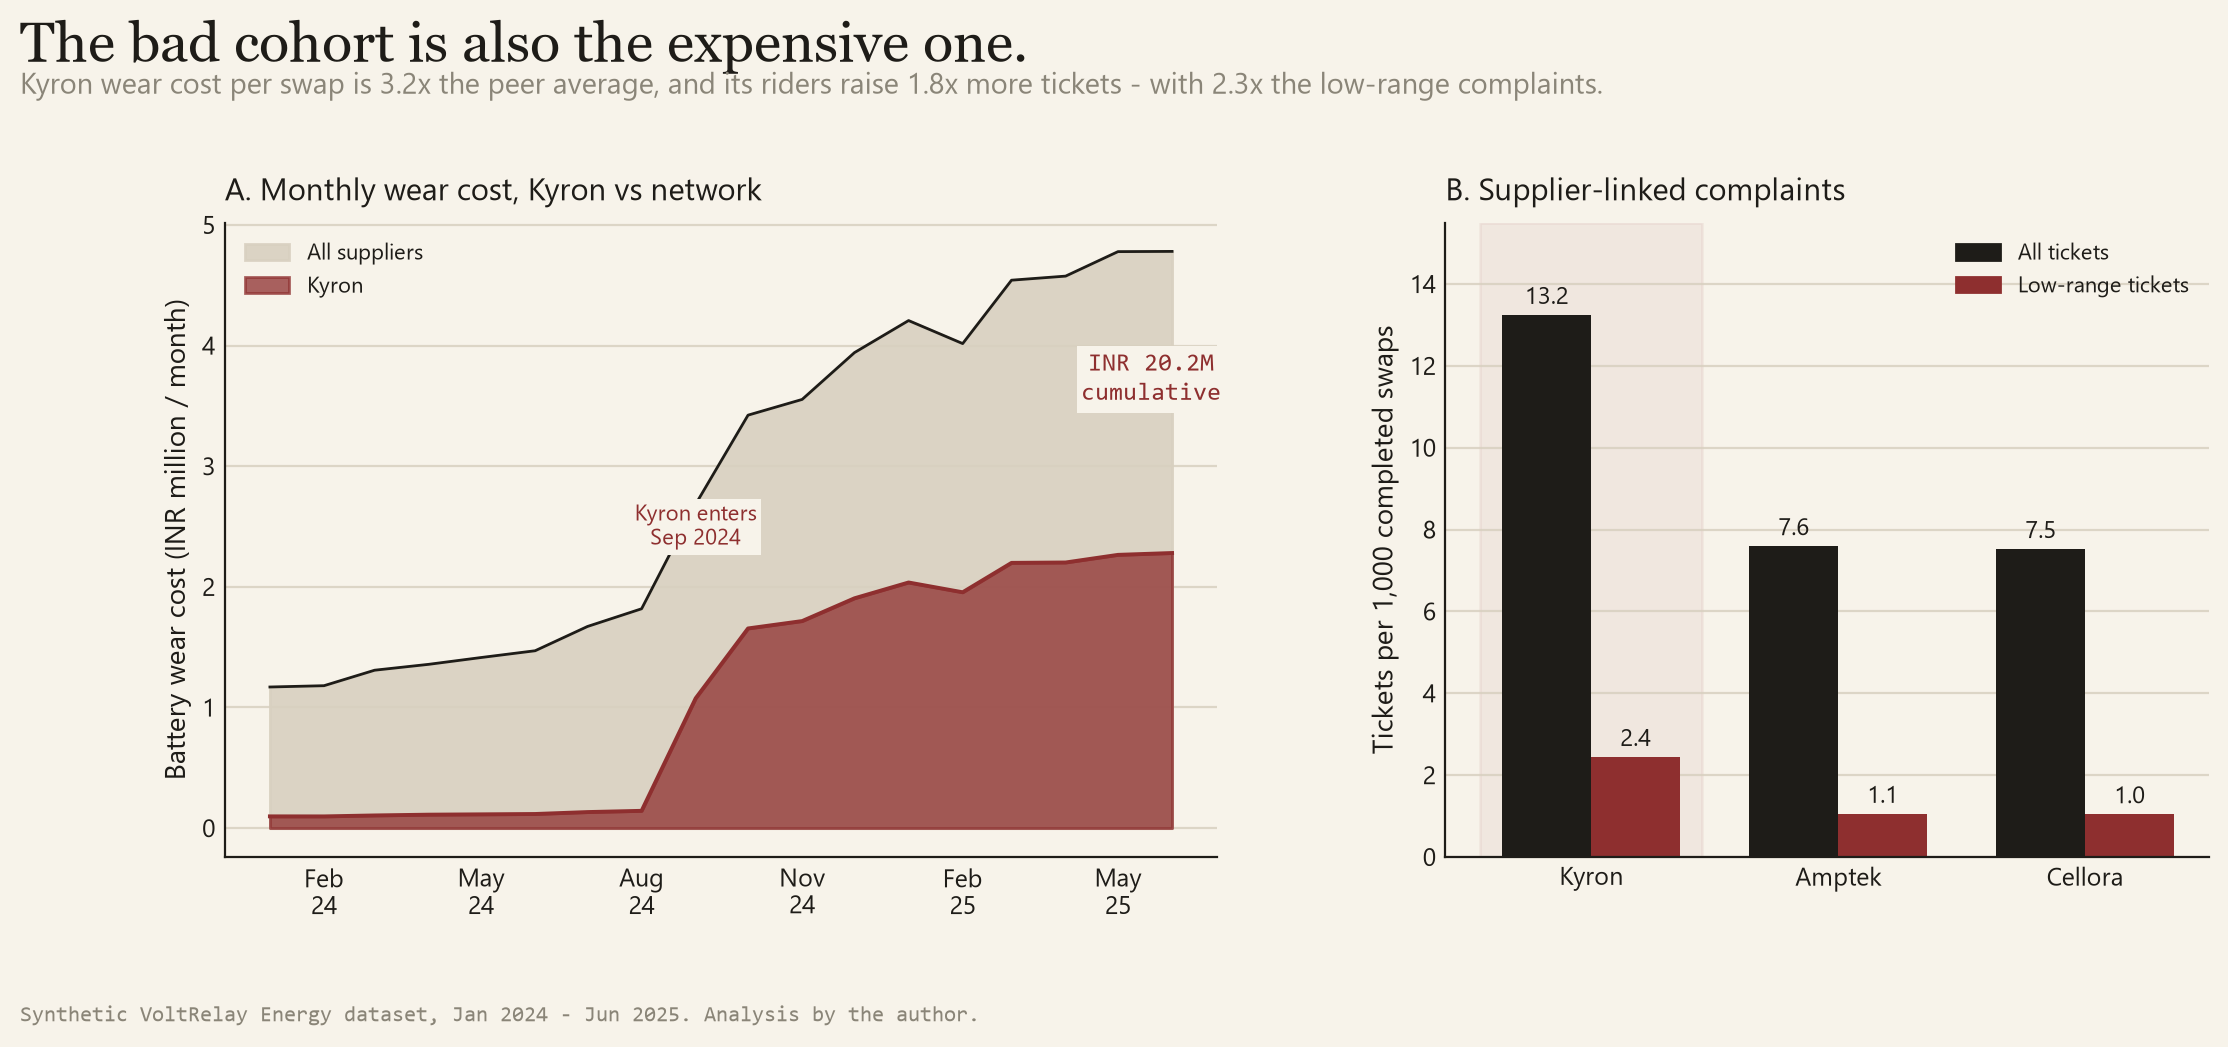 The bad cohort is also the expensive one.
Kyron wear cost per swap is 3.2x the peer average, and its riders raise 1.8x more tickets - with 2.3x the low-range complaints.
A. Monthly wear cost, Kyron vs network
Battery wear cost (INR million / month)
5
4
3
2
1
0
All suppliers
Kyron
INR 20.2M
cumulative
Kyron enters
Sep 2024
Feb
24
May
24
Aug
24
Nov
24
Feb
25
May
25
B. Supplier-linked complaints
Tickets per 1,000 completed swaps
14
12
10
8
6
4
2
0
All tickets
Low-range tickets
13.2
2.4
7.6
1.1
7.5
1.0
Kyron
Amptek
Cellora
Synthetic VoltRelay Energy dataset, Jan 2024 - Jun 2025. Analysis by the author.